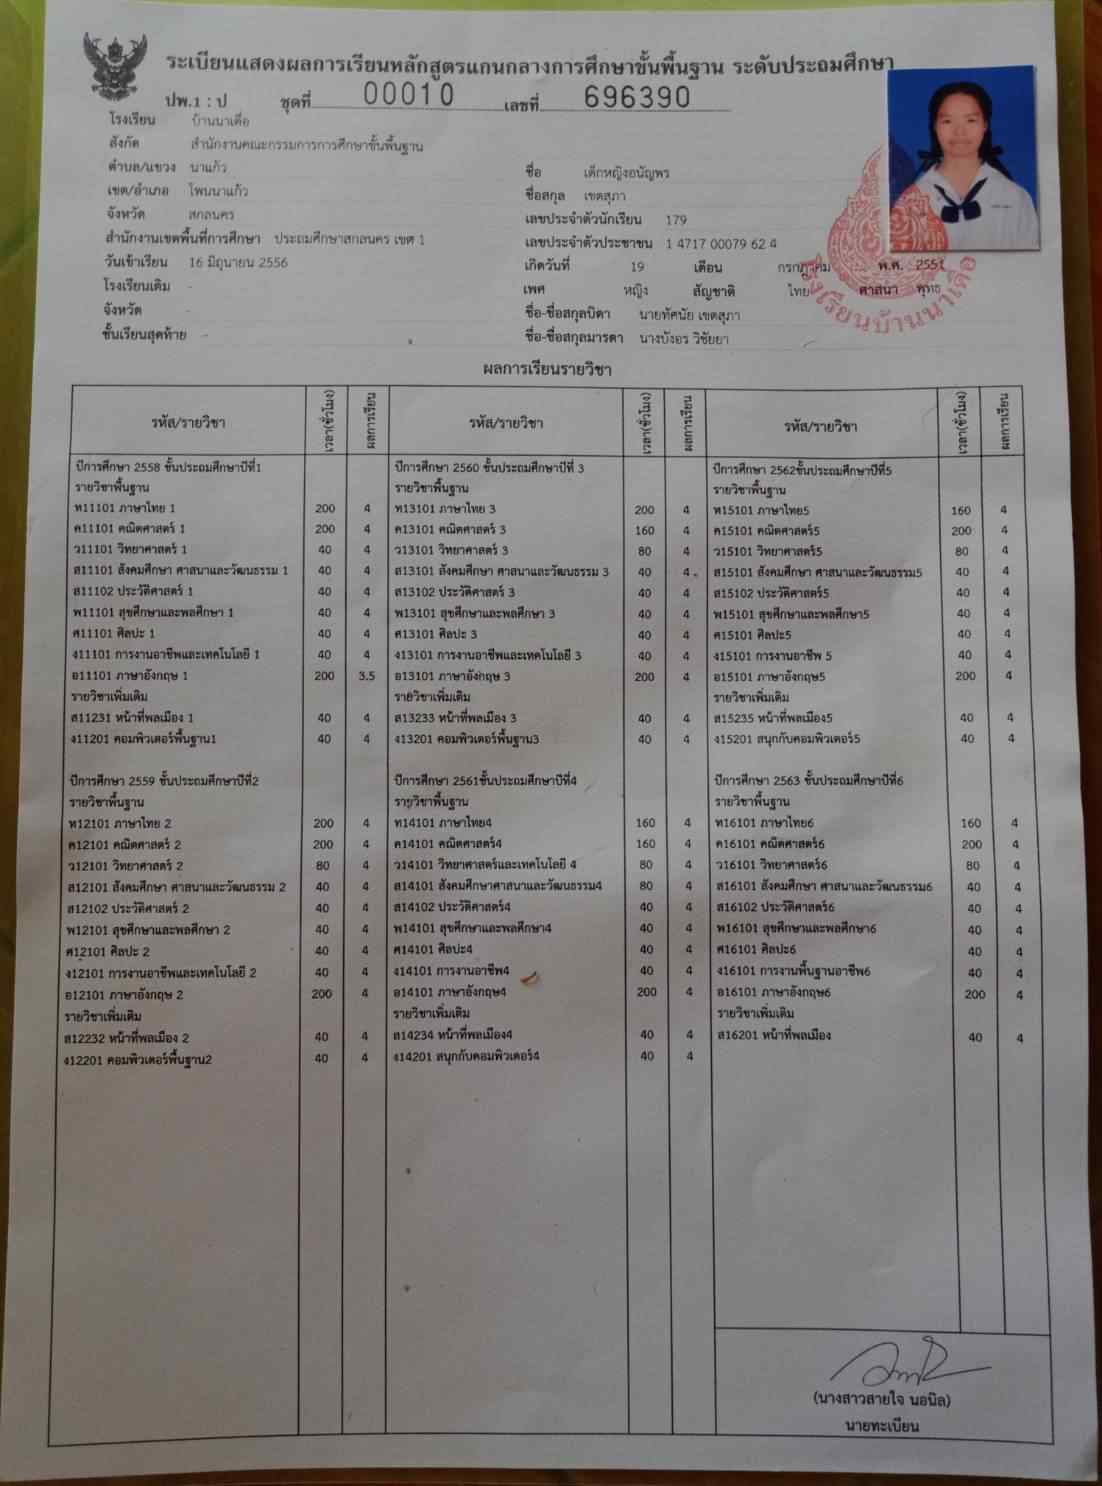 ระเบียนแสดงผลการเรียนหลักสูตรแกนกลางการศึกษาขั้นพื้นฐาน ระดับประถมศึกษา
ปพ.1 : ป ชุดที่ 00010 เลขที่ 696390
โรงเรียน บ้านนาเดื่อ
สังกัด สำนักงานคณะกรรมการการศึกษาขั้นพื้นฐาน
ตำบล/แขวง นาแก้ว
เขต/อำเภอ โพนนาแก้ว
จังหวัด สกลนคร
สำนักงานเขตพื้นที่การศึกษา ประถมศึกษาสกลนคร เขต 1
วันเข้าเรียน 16 มิถุนายน 2556
โรงเรียนเดิม -
จังหวัด -
ชั้นเรียนสุดท้าย -
ชื่อ เด็กหญิงอนัญพร
ชื่อสกุล เขตสุภา
เลขประจำตัวนักเรียน 179
เลขประจำตัวประชาชน 1 4717 00079 62 4
เกิดวันที่ 19 เดือน กรกฎาคม พ.ศ. 2551
เพศ หญิง สัญชาติ ไทย ศาสนา พุทธ
ชื่อ-ชื่อสกุลบิดา นายทัศนัย เขตสุภา
ชื่อ-ชื่อสกุลมารดา นางบังอร วิชัยยา
โรงเรียนบ้านนาเดื่อ
ผลการเรียนรายวิชา
รหัส/รายวิชา เวลา(ชั่วโมง) ผลการเรียน
ปีการศึกษา 2558 ชั้นประถมศึกษาปีที่1
รายวิชาพื้นฐาน
ท11101 ภาษาไทย 1 200 4
ค11101 คณิตศาสตร์ 1 200 4
ว11101 วิทยาศาสตร์ 1 40 4
ส11101 สังคมศึกษา ศาสนาและวัฒนธรรม 1 40 4
ส11102 ประวัติศาสตร์ 1 40 4
พ11101 สุขศึกษาและพลศึกษา 1 40 4
ศ11101 ศิลปะ 1 40 4
ง11101 การงานอาชีพและเทคโนโลยี 1 40 4
อ11101 ภาษาอังกฤษ 1 200 3.5
รายวิชาเพิ่มเติม
ส11231 หน้าที่พลเมือง 1 40 4
ง11201 คอมพิวเตอร์พื้นฐาน1 40 4
ปีการศึกษา 2559 ชั้นประถมศึกษาปีที่2
รายวิชาพื้นฐาน
ท12101 ภาษาไทย 2 200 4
ค12101 คณิตศาสตร์ 2 200 4
ว12101 วิทยาศาสตร์ 2 80 4
ส12101 สังคมศึกษา ศาสนาและวัฒนธรรม 2 40 4
ส12102 ประวัติศาสตร์ 2 40 4
พ12101 สุขศึกษาและพลศึกษา 2 40 4
ศ12101 ศิลปะ 2 40 4
ง12101 การงานอาชีพและเทคโนโลยี 2 40 4
อ12101 ภาษาอังกฤษ 2 200 4
รายวิชาเพิ่มเติม
ส12232 หน้าที่พลเมือง 2 40 4
ง12201 คอมพิวเตอร์พื้นฐาน2 40 4
รหัส/รายวิชา เวลา(ชั่วโมง) ผลการเรียน
ปีการศึกษา 2560 ชั้นประถมศึกษาปีที่ 3
รายวิชาพื้นฐาน
ท13101 ภาษาไทย 3 200 4
ค13101 คณิตศาสตร์ 3 160 4
ว13101 วิทยาศาสตร์ 3 80 4
ส13101 สังคมศึกษา ศาสนาและวัฒนธรรม 3 40 4
ส13102 ประวัติศาสตร์ 3 40 4
พ13101 สุขศึกษาและพลศึกษา 3 40 4
ศ13101 ศิลปะ 3 40 4
ง13101 การงานอาชีพและเทคโนโลยี 3 40 4
อ13101 ภาษาอังกฤษ 3 200 4
รายวิชาเพิ่มเติม
ส13233 หน้าที่พลเมือง 3 40 4
ง13201 คอมพิวเตอร์พื้นฐาน3 40 4
ปีการศึกษา 2561ชั้นประถมศึกษาปีที่4
รายวิชาพื้นฐาน
ท14101 ภาษาไทย4 160 4
ค14101 คณิตศาสตร์4 160 4
ว14101 วิทยาศาสตร์และเทคโนโลยี 4 80 4
ส14101 สังคมศึกษาศาสนาและวัฒนธรรม4 80 4
ส14102 ประวัติศาสตร์4 40 4
พ14101 สุขศึกษาและพลศึกษา4 40 4
ศ14101 ศิลปะ4 40 4
ง14101 การงานอาชีพ4 40 4
อ14101 ภาษาอังกฤษ4 200 4
รายวิชาเพิ่มเติม
ส14234 หน้าที่พลเมือง4 40 4
ง14201 สนุกกับคอมพิวเตอร์4 40 4
รหัส/รายวิชา เวลา(ชั่วโมง) ผลการเรียน
ปีการศึกษา 2562ชั้นประถมศึกษาปีที่5
รายวิชาพื้นฐาน
ท15101 ภาษาไทย5 160 4
ค15101 คณิตศาสตร์5 200 4
ว15101 วิทยาศาสตร์5 80 4
ส15101 สังคมศึกษา ศาสนาและวัฒนธรรม5 40 4
ส15102 ประวัติศาสตร์5 40 4
พ15101 สุขศึกษาและพลศึกษา5 40 4
ศ15101 ศิลปะ5 40 4
ง15101 การงานอาชีพ 5 40 4
อ15101 ภาษาอังกฤษ5 200 4
รายวิชาเพิ่มเติม
ส15235 หน้าที่พลเมือง5 40 4
ง15201 สนุกกับคอมพิวเตอร์5 40 4
ปีการศึกษา 2563 ชั้นประถมศึกษาปีที่6
รายวิชาพื้นฐาน
ท16101 ภาษาไทย6 160 4
ค16101 คณิตศาสตร์6 200 4
ว16101 วิทยาศาสตร์6 80 4
ส16101 สังคมศึกษา ศาสนาและวัฒนธรรม6 40 4
ส16102 ประวัติศาสตร์6 40 4
พ16101 สุขศึกษาและพลศึกษา6 40 4
ศ16101 ศิลปะ6 40 4
ง16101 การงานพื้นฐานอาชีพ6 40 4
อ16101 ภาษาอังกฤษ6 200 4
รายวิชาเพิ่มเติม
ส16201 หน้าที่พลเมือง 40 4
(นางสาวสายใจ นอนิล)
นายทะเบียน